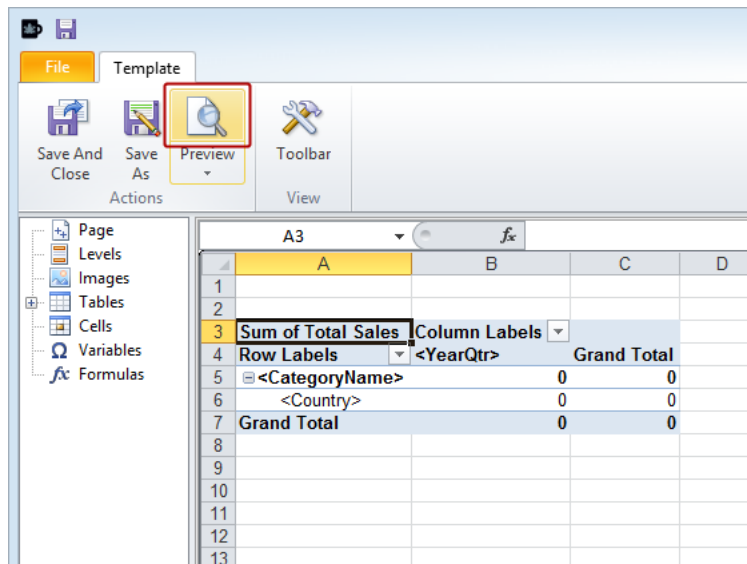 File Template
Save And Close
Save As
Preview
Toolbar
Actions
View
Page
Levels
Images
Tables
Cells
Ω Variables
fx Formulas
A3 fx
A B C D
1
2
3 Sum of Total Sales Column Labels
4 Row Labels <YearQtr> Grand Total
5 <CategoryName> 0 0
6 <Country> 0 0
7 Grand Total 0 0
8
9
10
11
12
13